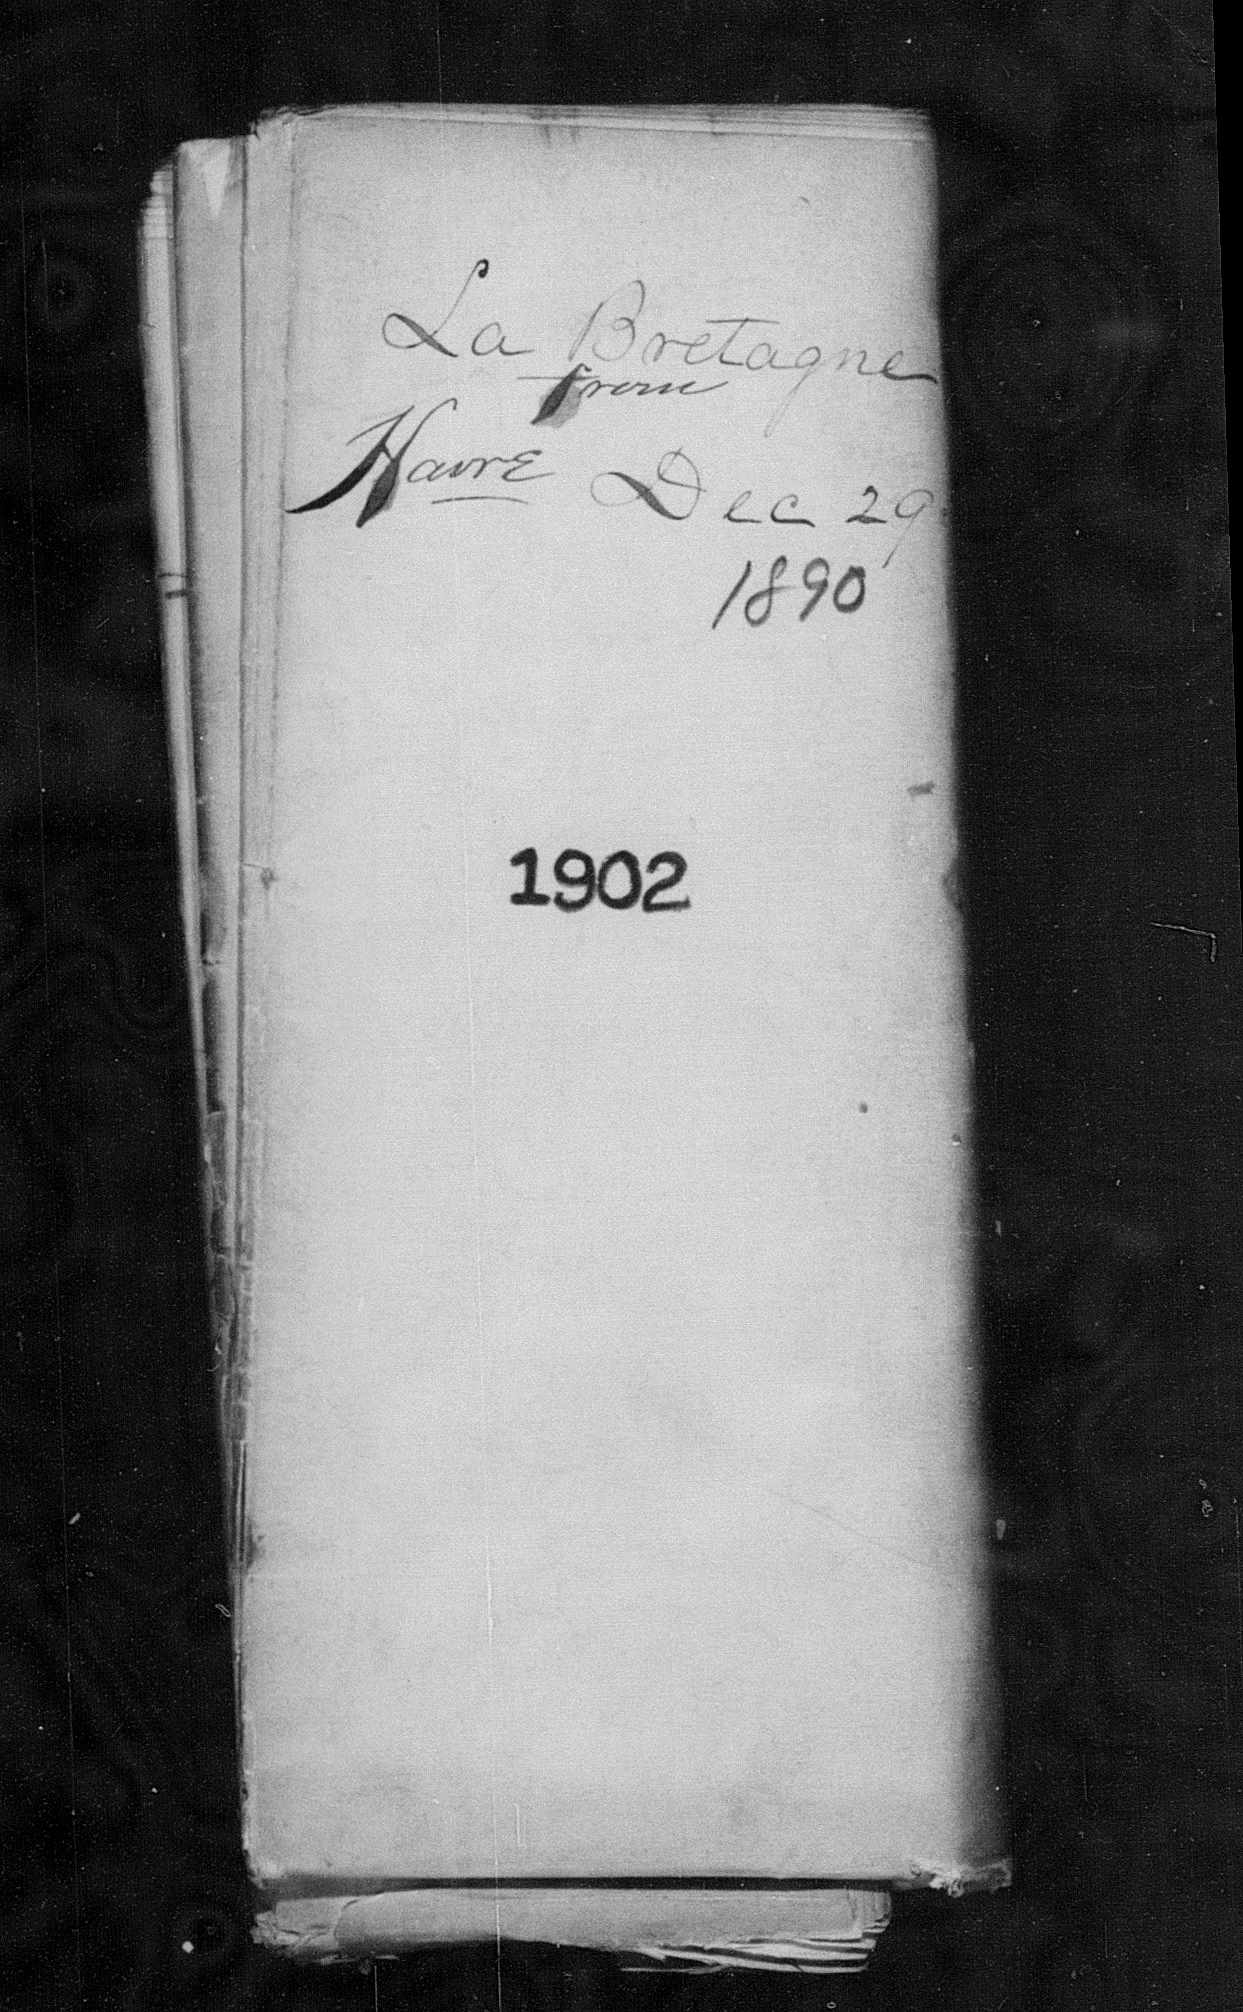 La Bretagne
from
Havre Dec 29
1890
1902